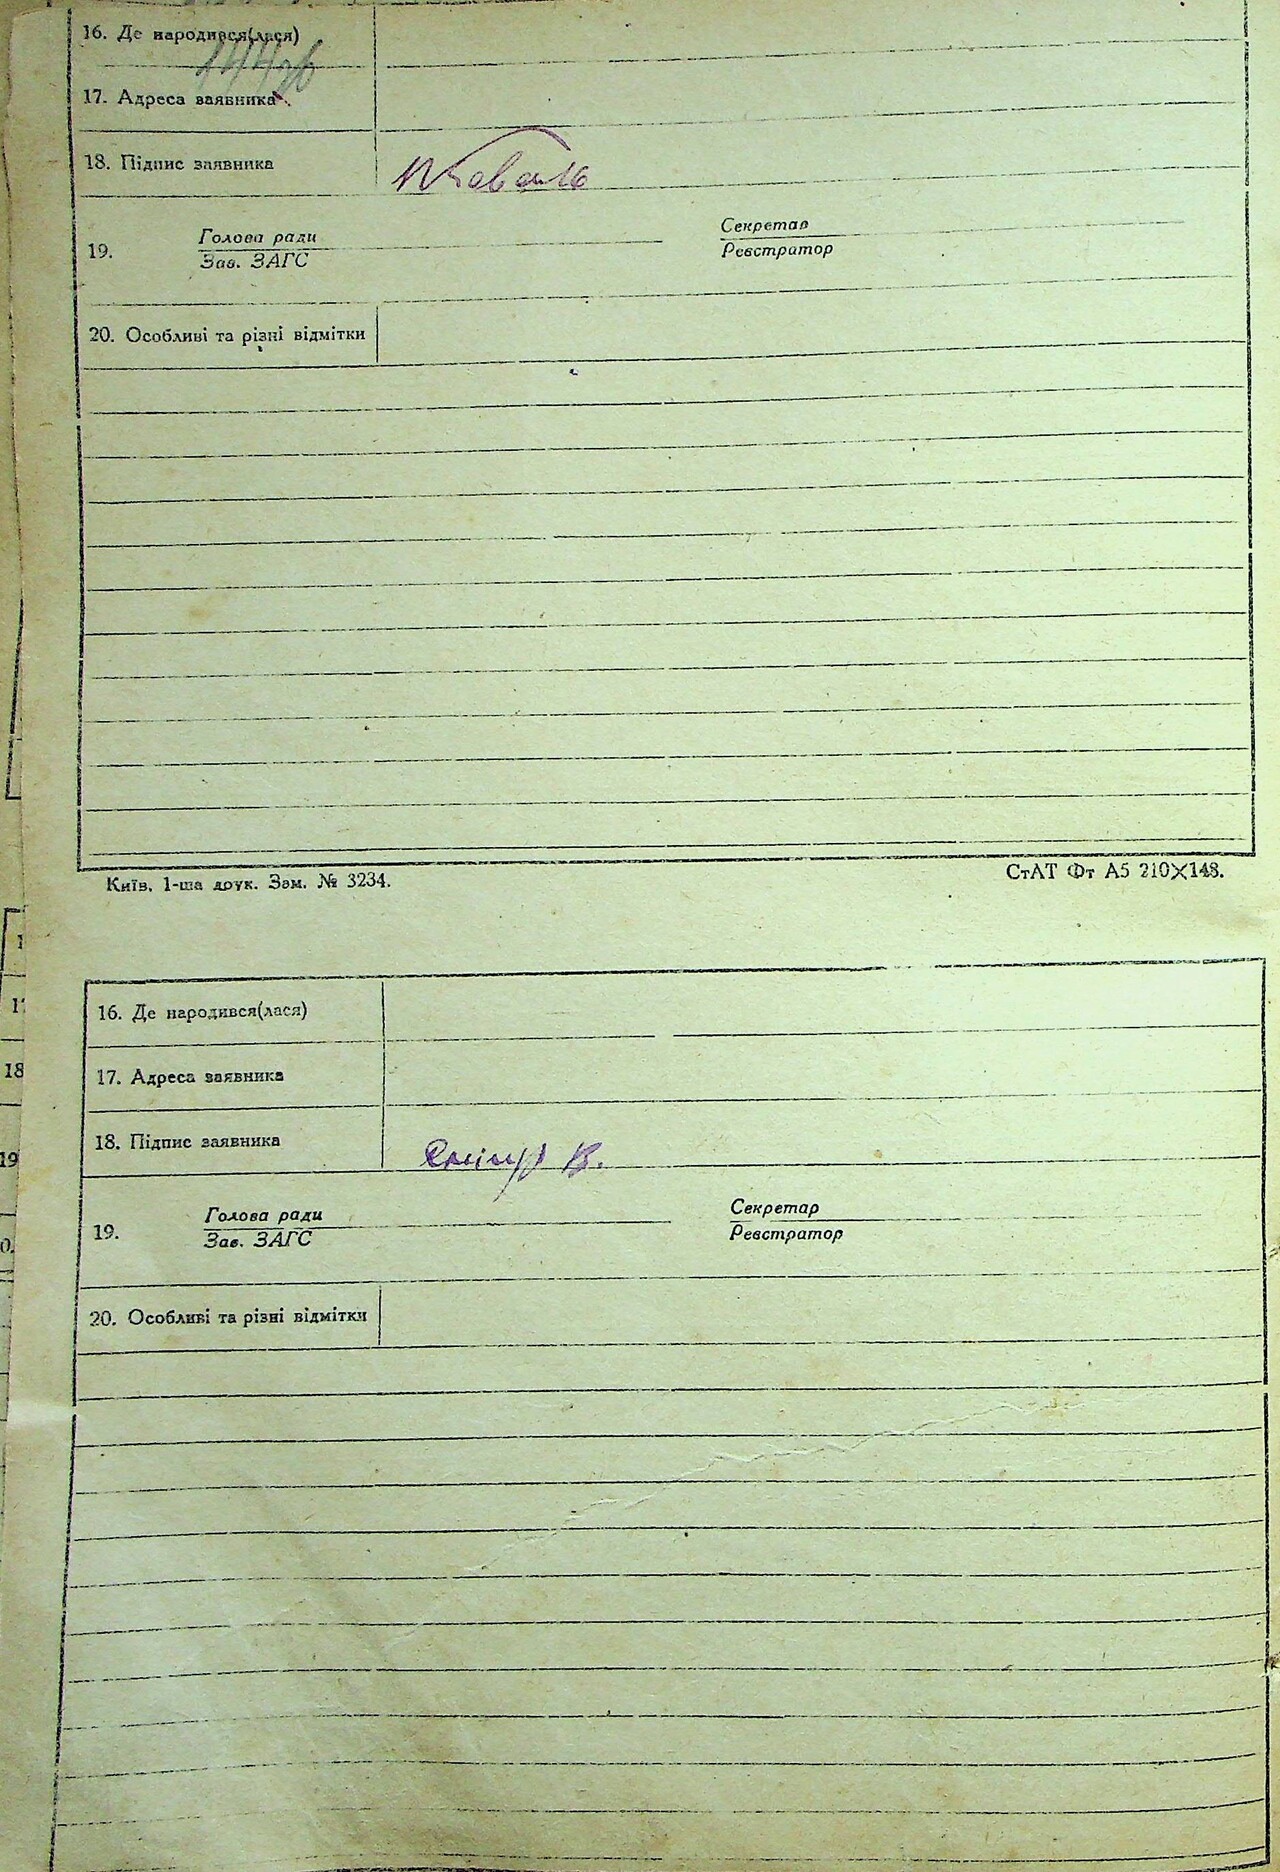 16. Де народився(лася)
17. Адреса заявника
18. Підпис заявника
Голова ради
Секретар
19.
Зав. ЗАГС
Реєстратор
20. Особливі та різні відмітки
Київ. 1-ша друк. Зам. № 3234.
СтАТ Фт А5 210×148.
16. Де народився(лася)
17. Адреса заявника
18. Підпис заявника
Голова ради
Секретар
19.
Зав. ЗАГС
Реєстратор
20. Особливі та різні відмітки
18
19